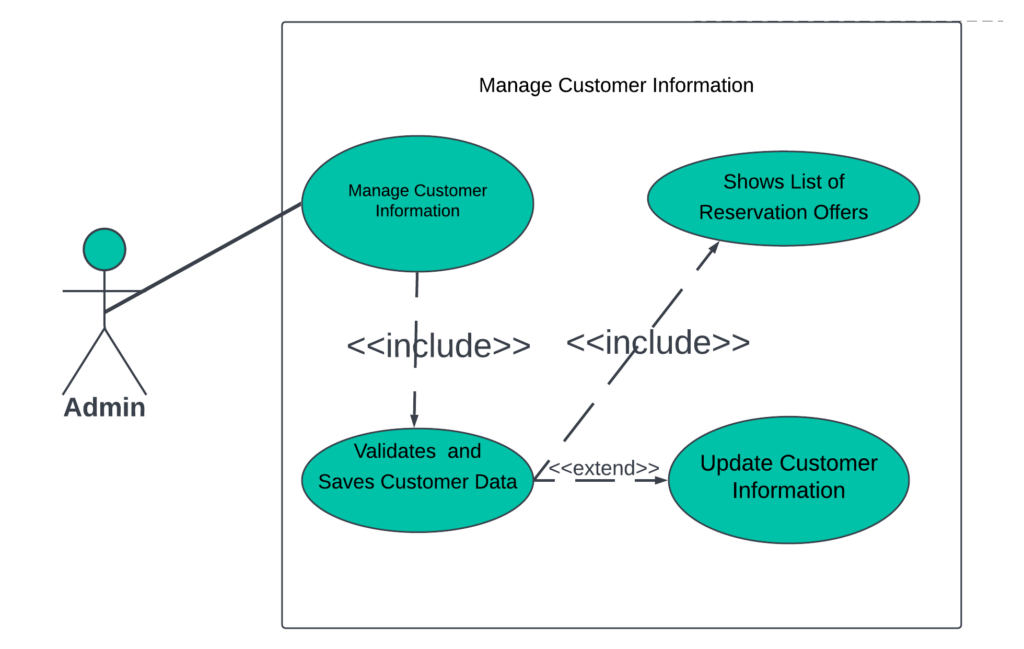 Manage Customer Information
Manage Customer
Information
Shows List of
Reservation Offers
<<include>>
<<include>>
Admin
Validates  and
Saves Customer Data
<<extend>>
Update Customer
Information